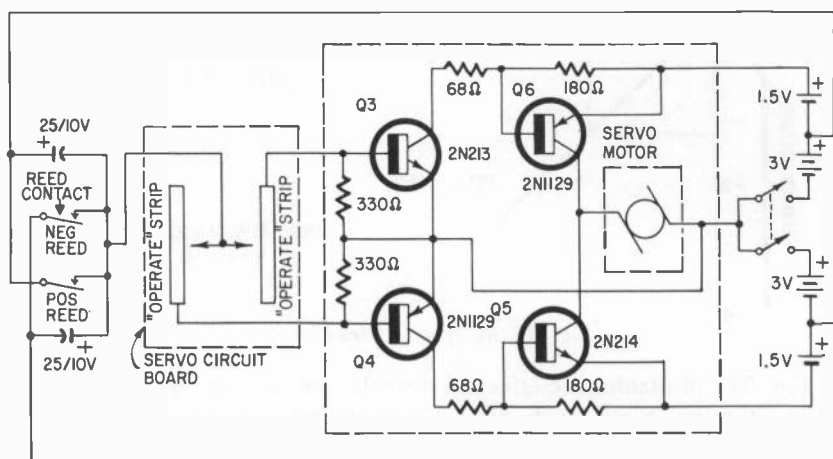 68Ω
Q6
180Ω
1.5V
+
Q3
25/10V
+
SERVO
MOTOR
2N213
3V
+
REED
CONTACT
2N1129
NEG
REED
"OPERATE" STRIP
"OPERATE" STRIP
330Ω
330Ω
POS
REED
2N1129
Q5
2N214
3V
+
25/10V
+
SERVO CIRCUIT
BOARD
Q4
1.5V
+
68Ω
180Ω